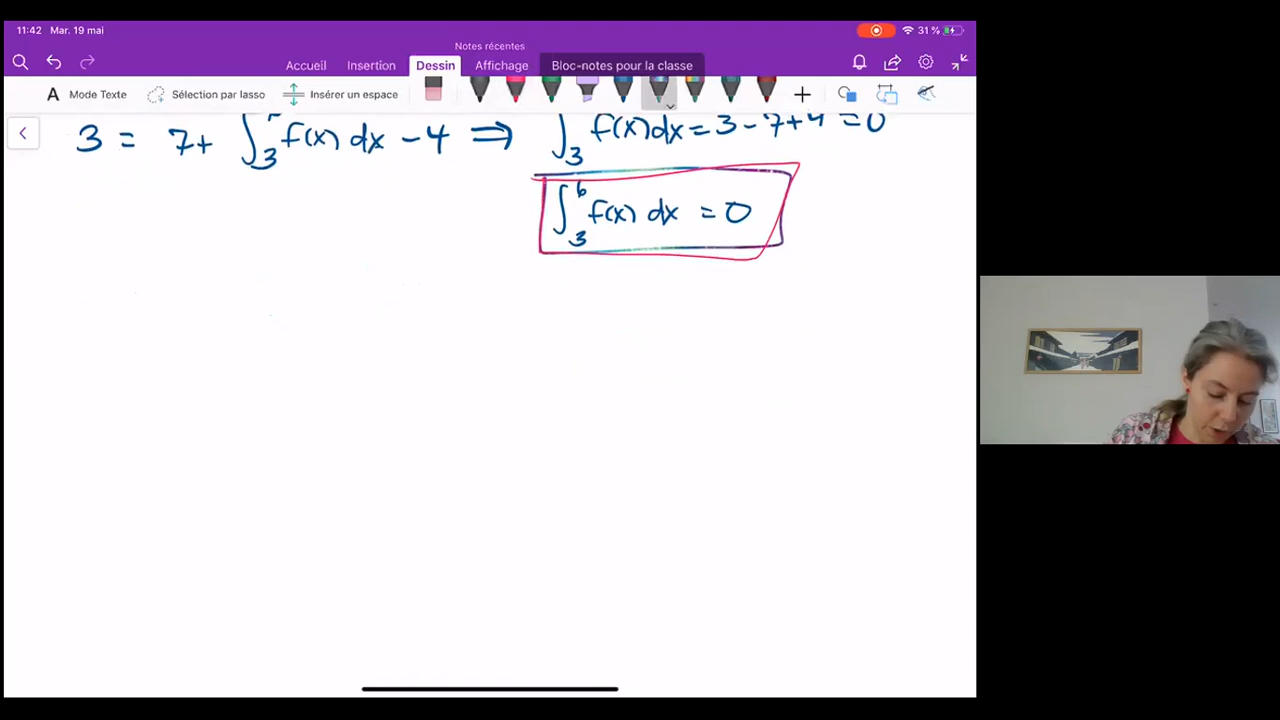 11:42 Mar. 19 mai
31 %
Notes récentes
Accueil Insertion Dessin Affichage Bloc-notes pour la classe
A Mode Texte Sélection par lasso Insérer un espace
3 = 7+ ∫₃ f(x) dx - 4 ⟹ ∫₃ f(x)dx = 3 - 7 + 4 = 0
∫₃⁶ f(x) dx = 0